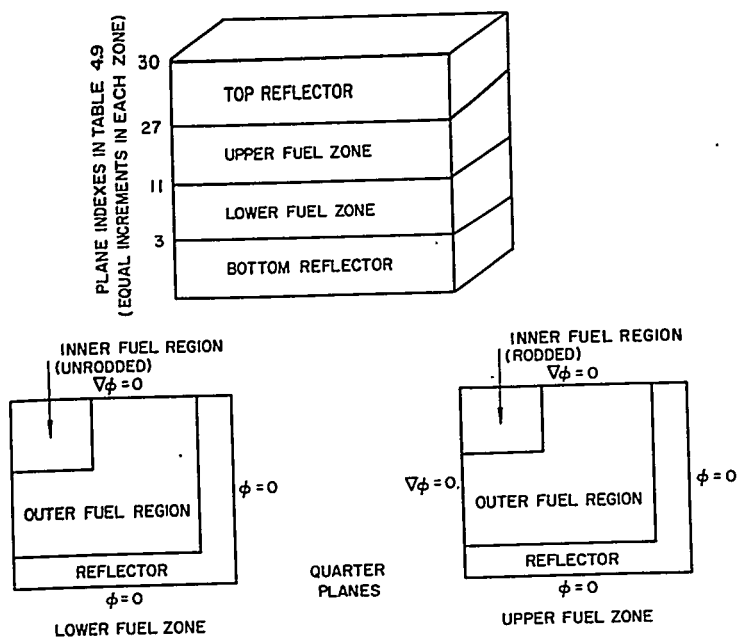 PLANE INDEXES IN TABLE 4.9
(EQUAL INCREMENTS IN EACH ZONE)
30
TOP REFLECTOR
27
UPPER FUEL ZONE
11
LOWER FUEL ZONE
3
BOTTOM REFLECTOR
INNER FUEL REGION
(UNRODDED)
∇ϕ = 0
OUTER FUEL REGION
ϕ = 0
REFLECTOR
ϕ = 0
LOWER FUEL ZONE
QUARTER
PLANES
INNER FUEL REGION
(RODDED)
∇ϕ = 0
∇ϕ = 0.
OUTER FUEL REGION
ϕ = 0
REFLECTOR
ϕ = 0
UPPER FUEL ZONE